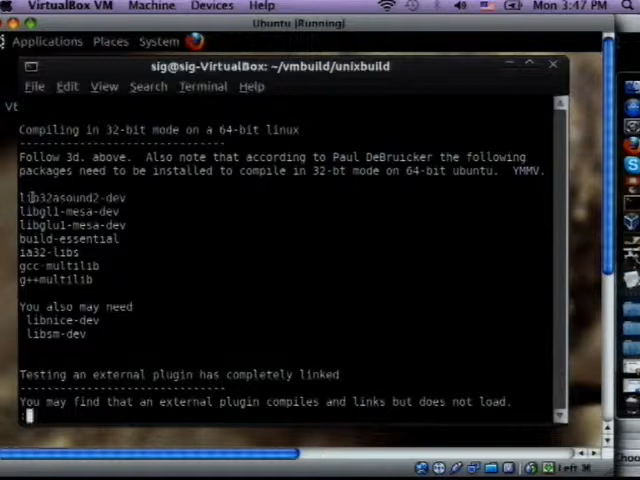 VirtualBox VM Machine Devices Help Mon 3:47 PM
Ubuntu [Running]
Applications Places System
sig@sig-VirtualBox: ~/vmbuild/unixbuild
File Edit View Search Terminal Help
Compiling in 32-bit mode on a 64-bit linux
------------------------------
Follow 3d. above. Also note that according to Paul DeBruicker the following
packages need to be installed to compile in 32-bt mode on 64-bit ubuntu. YMMV.
lib32asound2-dev
libgl1-mesa-dev
libglu1-mesa-dev
build-essential
ia32-libs
gcc-multilib
g++multilib
You also may need
libnice-dev
libsm-dev
Testing an external plugin has completely linked
------------------------------
You may find that an external plugin compiles and links but does not load.
:
Left ⌘